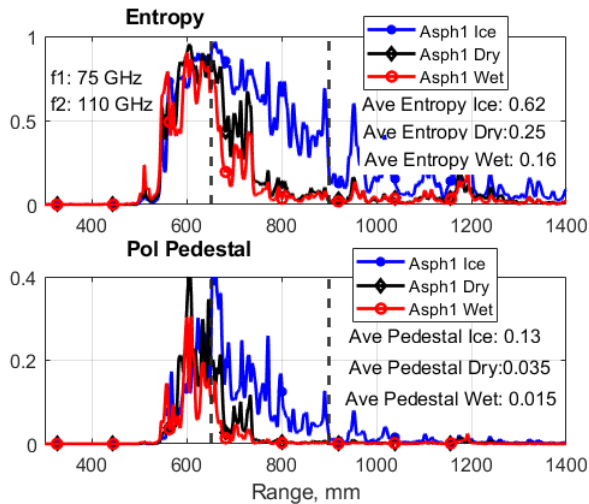 Entropy
1
0.5
0
f1: 75 GHz
f2: 110 GHz
Asph1 Ice
Asph1 Dry
Asph1 Wet
Ave Entropy Ice: 0.62
Ave Entropy Dry:0.25
Ave Entropy Wet: 0.16
400 600 800 1000 1200 1400
Pol Pedestal
0.4
0.2
0
Asph1 Ice
Asph1 Dry
Asph1 Wet
Ave Pedestal Ice: 0.13
Ave Pedestal Dry:0.035
Ave Pedestal Wet: 0.015
400 600 800 1000 1200 1400
Range, mm